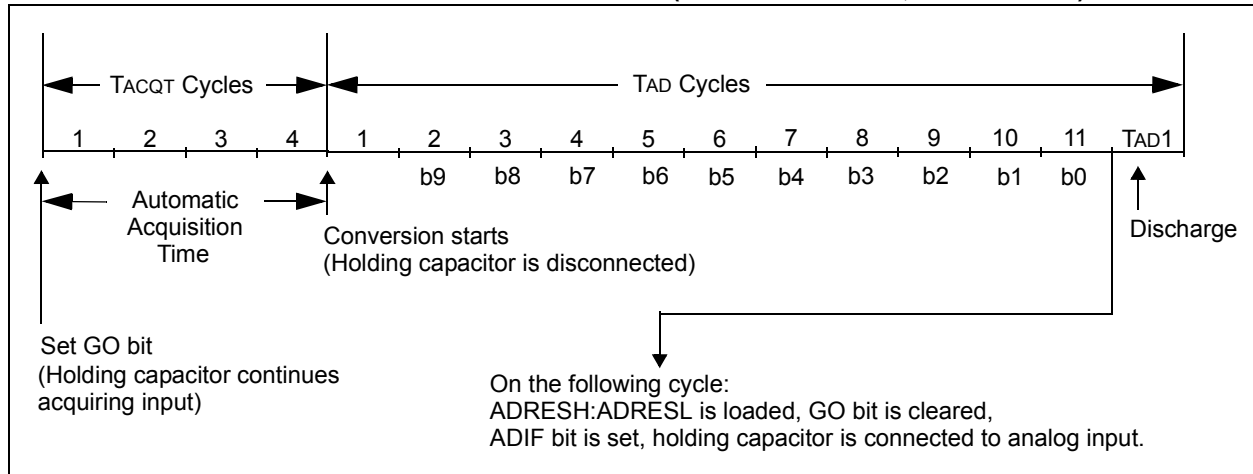 TACQT Cycles TAD Cycles
1 2 3 4 1 2 3 4 5 6 7 8 9 10 11 TAD1
b9 b8 b7 b6 b5 b4 b3 b2 b1 b0
Automatic
Acquisition
Time
Conversion starts
(Holding capacitor is disconnected)
Discharge
Set GO bit
(Holding capacitor continues
acquiring input)
On the following cycle:
ADRESH:ADRESL is loaded, GO bit is cleared,
ADIF bit is set, holding capacitor is connected to analog input.